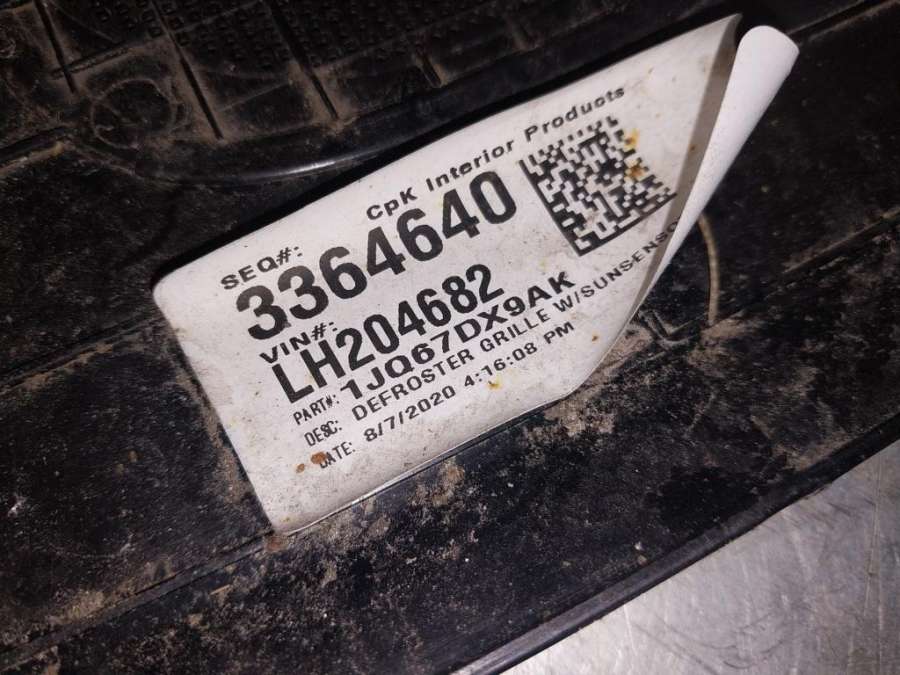 CpK Interior Products
SEQ#:
3364640
VIN#:
LH204682
PART#: 1JQ67DX9AK
DESC: DEFROSTER GRILLE W/SUNSENSO
DATE: 8/7/2020 4:16:08 PM